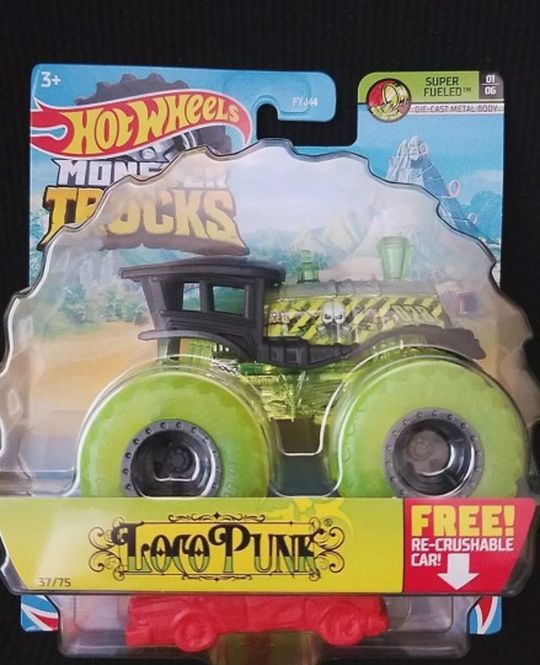 3+
FYJ44
SUPER
FUELED™
01
06
DIE-CAST METAL BODY
HOT WHEELS
MONSTER
TRUCKS
LOCO PUNK®
37/75
FREE!
RE-CRUSHABLE
CAR!